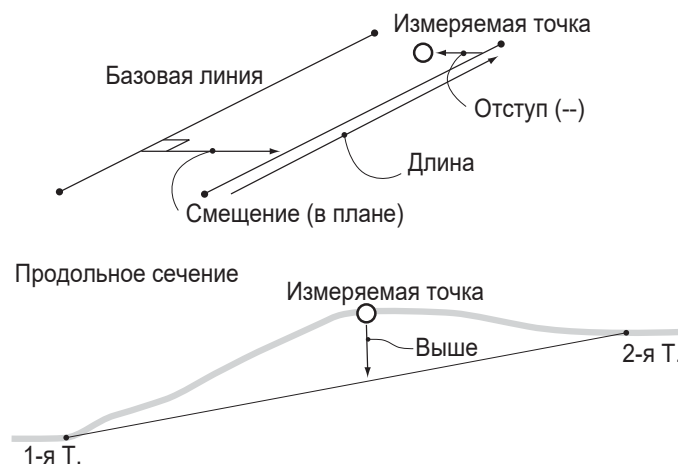 Измеряемая точка
Базовая линия
Отступ (--)
Длина
Смещение (в плане)
Продольное сечение
Измеряемая точка
Выше
2-я Т.
1-я Т.